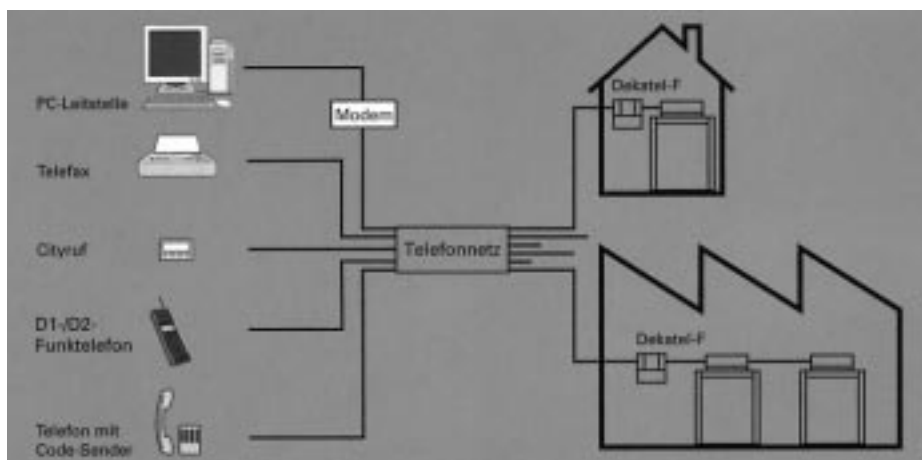 PC-Leitstelle
Modem
Dekatel-F
Telefax
Cityruf
Telefonnetz
D1-/D2-
Funktelefon
Dekatel-F
Telefon mit
Code-Sender